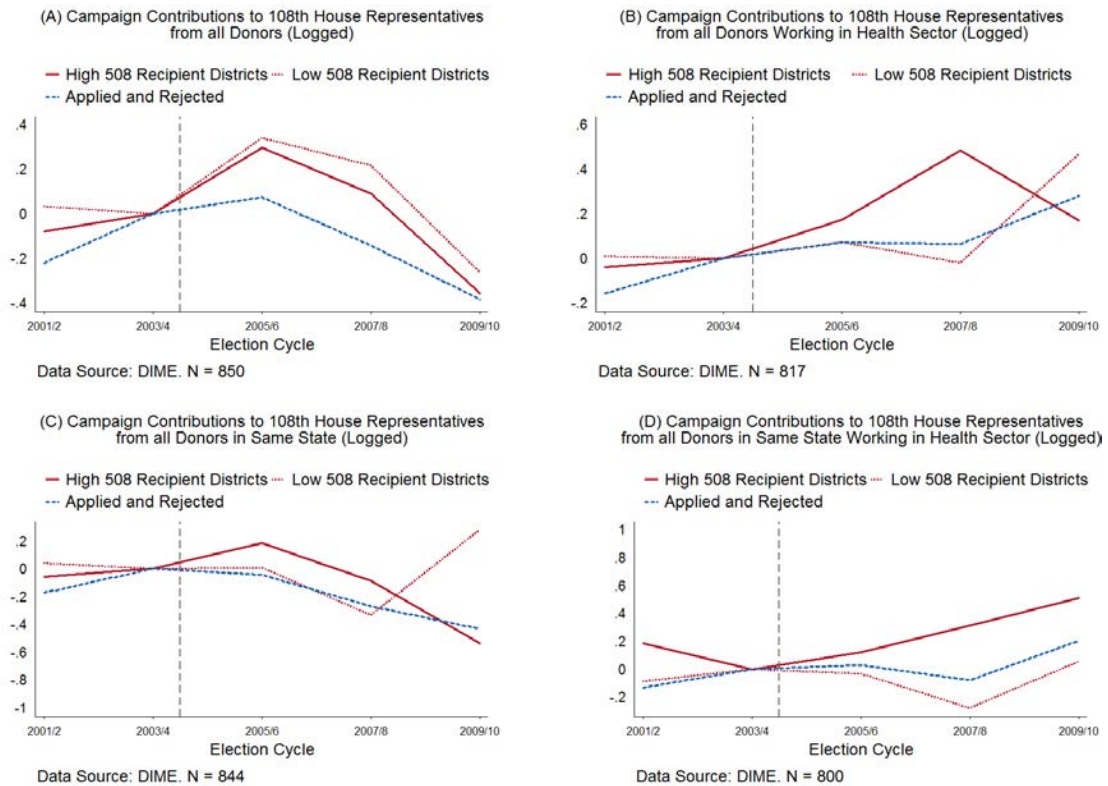 (A) Campaign Contributions to 108th House Representatives
from all Donors (Logged)
High 508 Recipient Districts
Low 508 Recipient Districts
Applied and Rejected
.4
.2
0
-.2
-.4
2001/2
2003/4
2005/6
2007/8
2009/10
Election Cycle
Data Source: DIME. N = 850
(B) Campaign Contributions to 108th House Representatives
from all Donors Working in Health Sector (Logged)
High 508 Recipient Districts
Low 508 Recipient Districts
Applied and Rejected
.6
.4
.2
0
-.2
2001/2
2003/4
2005/6
2007/8
2009/10
Election Cycle
Data Source: DIME. N = 817
(C) Campaign Contributions to 108th House Representatives
from all Donors in Same State (Logged)
High 508 Recipient Districts
Low 508 Recipient Districts
Applied and Rejected
.2
0
-.2
-.4
-.6
-.8
-1
2001/2
2003/4
2005/6
2007/8
2009/10
Election Cycle
Data Source: DIME. N = 844
(D) Campaign Contributions to 108th House Representatives
from all Donors in Same State Working in Health Sector (Logged)
High 508 Recipient Districts
Low 508 Recipient Districts
Applied and Rejected
1
.8
.6
.4
.2
0
-.2
2001/2
2003/4
2005/6
2007/8
2009/10
Election Cycle
Data Source: DIME. N = 800